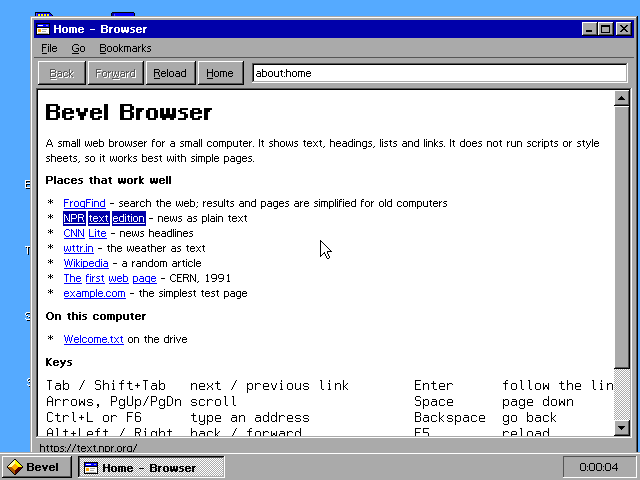 Home - Browser
File Go Bookmarks
Back Forward Reload Home about:home
Bevel Browser
A small web browser for a small computer. It shows text, headings, lists and links. It does not run scripts or style
sheets, so it works best with simple pages.
Places that work well
* FrogFind - search the web; results and pages are simplified for old computers
* NPR text edition - news as plain text
* CNN Lite - news headlines
* wttr.in - the weather as text
* Wikipedia - a random article
* The first web page - CERN, 1991
* example.com - the simplest test page
On this computer
* Welcome.txt on the drive
Keys
Tab / Shift+Tab next / previous link Enter follow the lin
Arrows, PgUp/PgDn scroll Space page down
Ctrl+L or F6 type an address Backspace go back
Alt+Left / Right back / forward F5 reload
https://text.npr.org/
Bevel Home - Browser 0:00:04